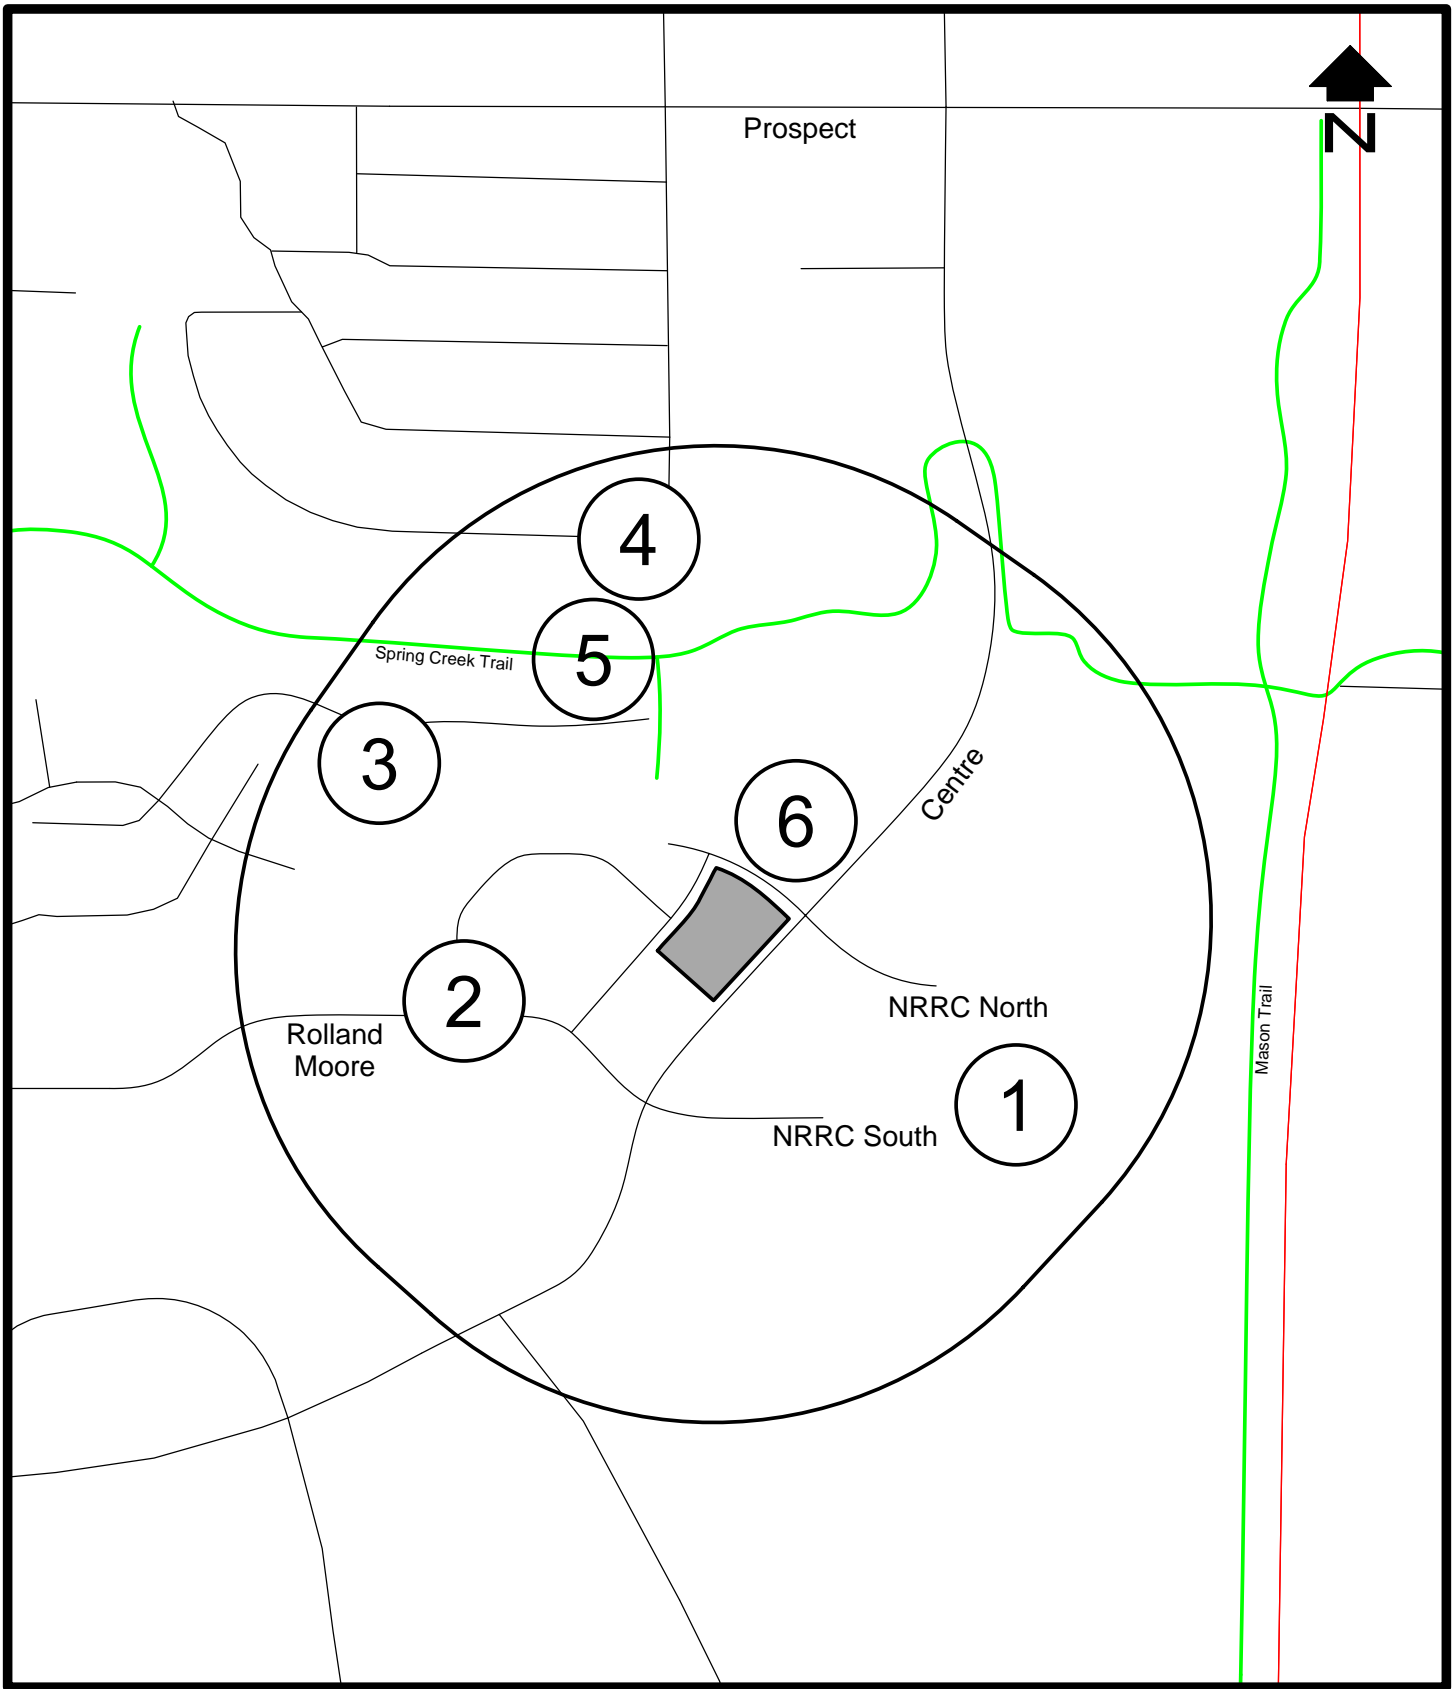 N
Prospect
4
5
Spring Creek Trail
3
Centre
6
2
NRRC North
Rolland
Moore
Mason Trail
1
NRRC South